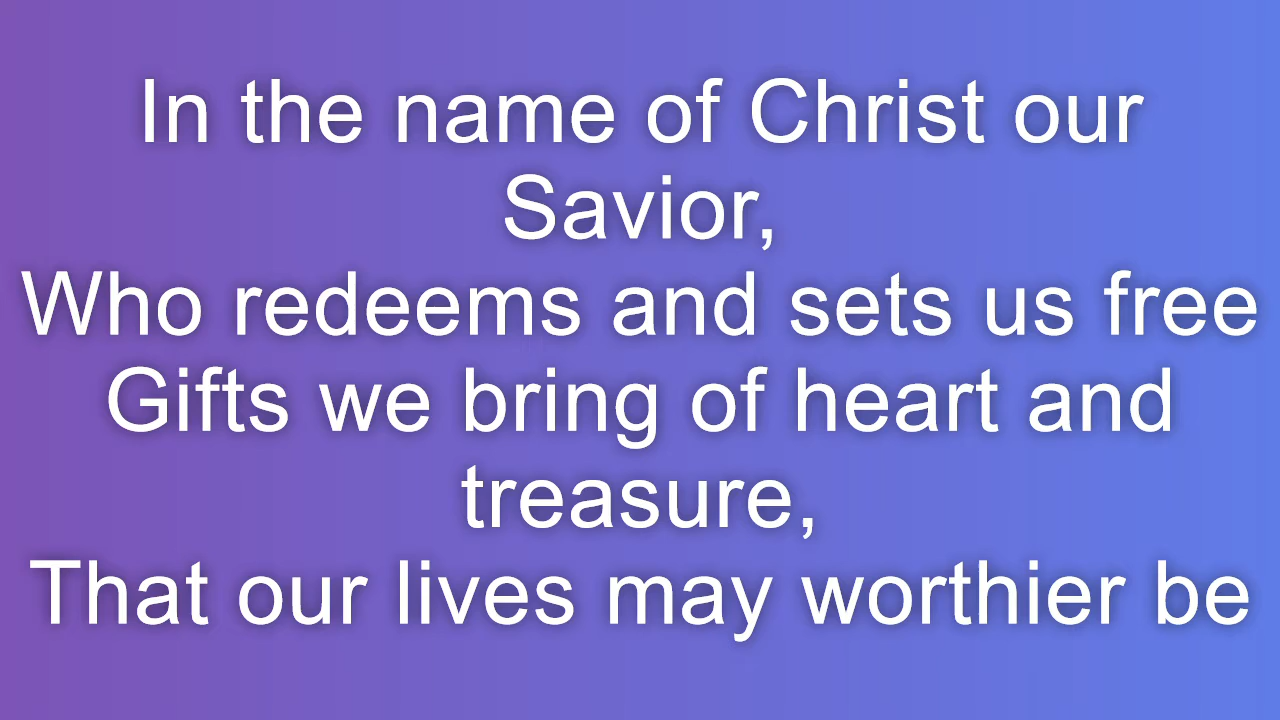 In the name of Christ our
Savior,
Who redeems and sets us free
Gifts we bring of heart and
treasure,
That our lives may worthier be